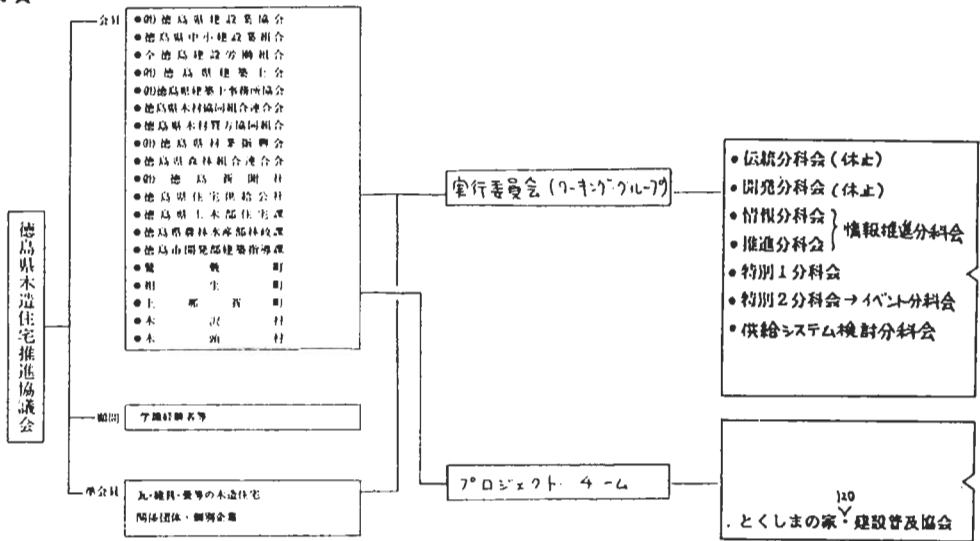 徳島県木造住宅推進協議会
会員
●㈳徳島県建設業協会
●徳島県中小建設業組合
●全徳島建設労働組合
●㈳徳島県建築士会
●㈳徳島県建築士事務所協会
●徳島県木材協同組合連合会
●徳島県木材買方協同組合
●徳島県森林組合連合会
●㈳徳島新聞社
●徳島県住宅供給公社
●徳島県土木部住宅課
●徳島県農林水産部林政課
●徳島市開発部建築指導課
●鷲敷町
●相生町
●上那賀町
●木沢村
●木頭村
顧問
学識経験者等
準会員
瓦・建具・畳等の木造住宅
関係団体・個別企業
実行委員会(ワーキング・グループ)
プロジェクト・チーム
・伝統分科会(休止)
・開発分科会(休止)
・情報分科会
・推進分科会
情報推進分科会
・特別1分科会
・特別2分科会→イベント分科会
・供給システム検討分科会
．とくしまの家・建設普及協会